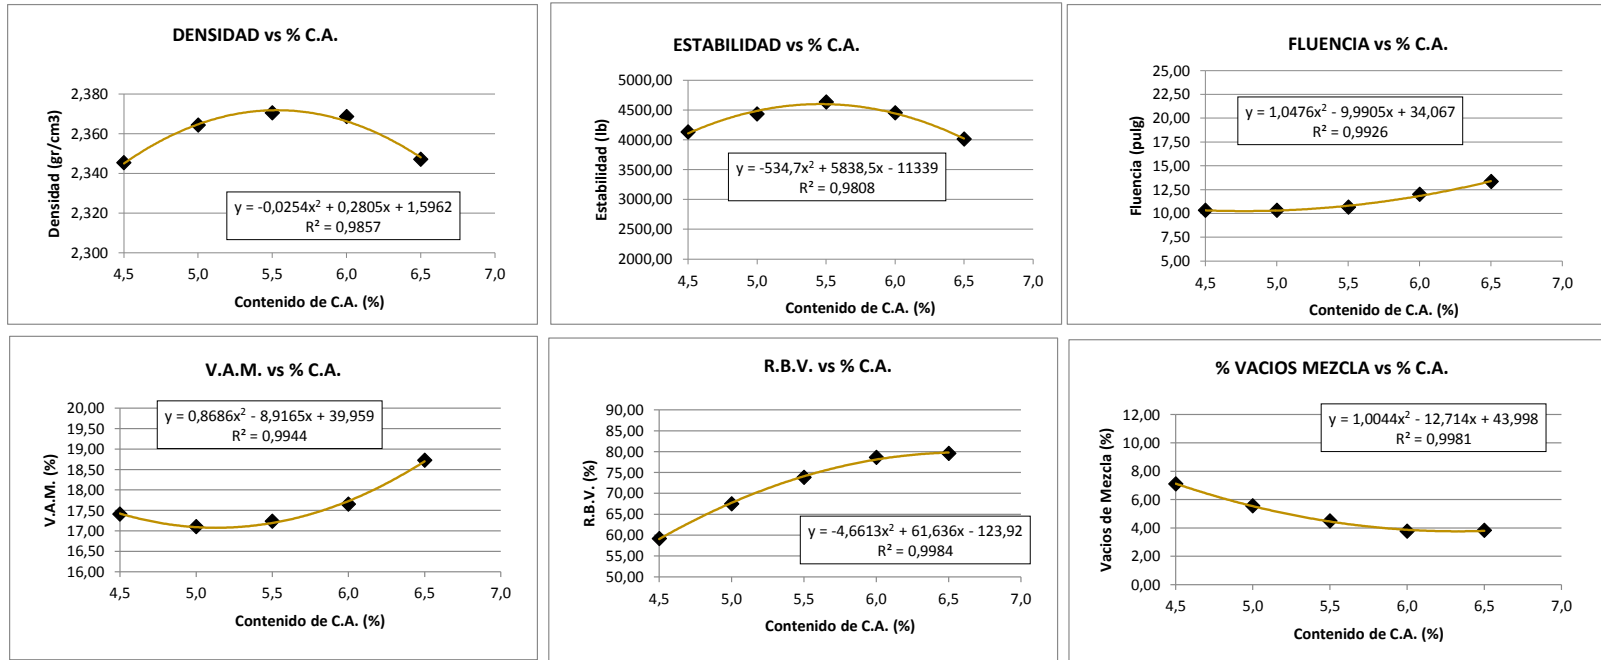 DENSIDAD vs % C.A.
Densidad (gr/cm3)
2,380
2,360
2,340
2,320
2,300
y = -0,0254x² + 0,2805x + 1,5962
R² = 0,9857
4,5 5,0 5,5 6,0 6,5 7,0
Contenido de C.A. (%)
ESTABILIDAD vs % C.A.
Estabilidad (lb)
5000,00
4500,00
4000,00
3500,00
3000,00
2500,00
2000,00
y = -534,7x² + 5838,5x - 11339
R² = 0,9808
4,5 5,0 5,5 6,0 6,5 7,0
Contenido de C.A. (%)
FLUENCIA vs % C.A.
Fluencia (pulg)
25,00
22,50
20,00
17,50
15,00
12,50
10,00
7,50
5,00
y = 1,0476x² - 9,9905x + 34,067
R² = 0,9926
4,5 5,0 5,5 6,0 6,5 7,0
Contenido de C.A. (%)
V.A.M. vs % C.A.
V.A.M. (%)
20,00
19,50
19,00
18,50
18,00
17,50
17,00
16,50
16,00
y = 0,8686x² - 8,9165x + 39,959
R² = 0,9944
4,5 5,0 5,5 6,0 6,5 7,0
Contenido de C.A. (%)
R.B.V. vs % C.A.
R.B.V. (%)
90,00
85,00
80,00
75,00
70,00
65,00
60,00
55,00
50,00
y = -4,6613x² + 61,636x - 123,92
R² = 0,9984
4,5 5,0 5,5 6,0 6,5 7,0
Contenido de C.A. (%)
% VACIOS MEZCLA vs % C.A.
Vacios de Mezcla (%)
12,00
10,00
8,00
6,00
4,00
2,00
0,00
y = 1,0044x² - 12,714x + 43,998
R² = 0,9981
4,5 5,0 5,5 6,0 6,5 7,0
Contenido de C.A. (%)